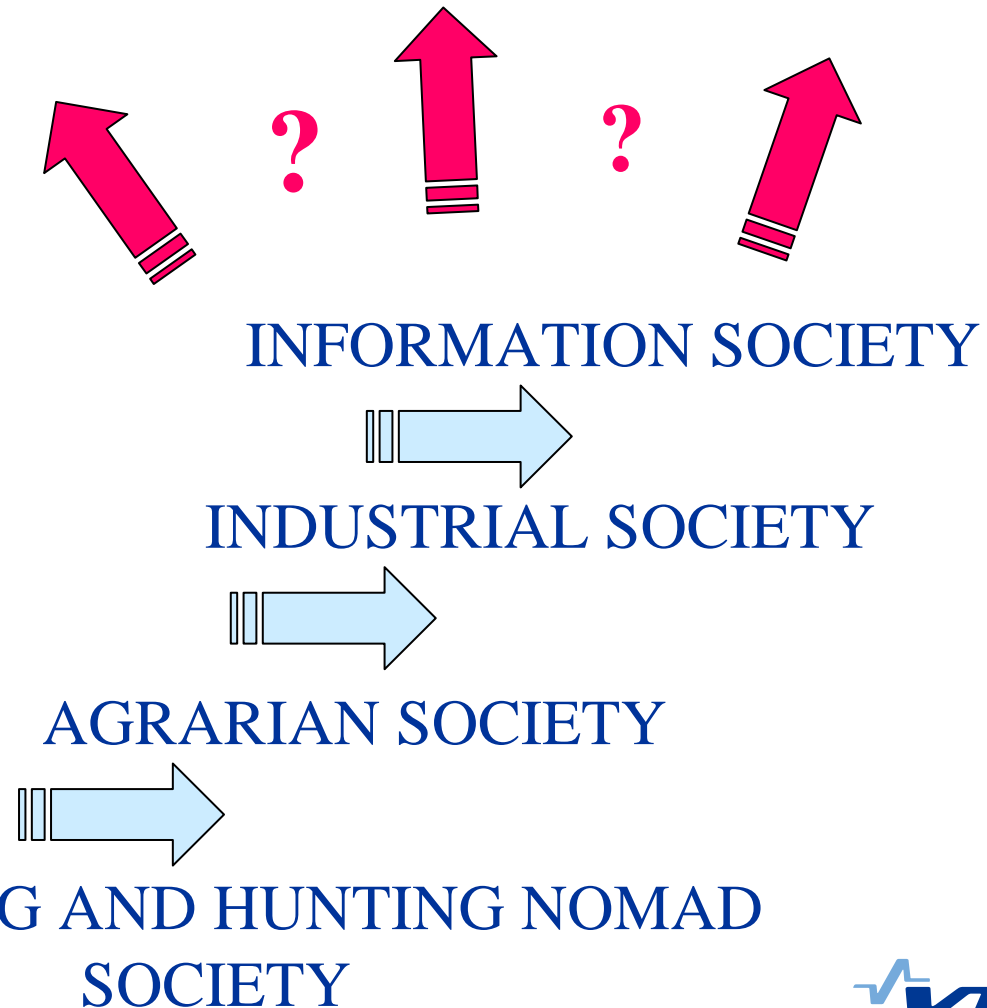 ? ?
INFORMATION SOCIETY
INDUSTRIAL SOCIETY
AGRARIAN SOCIETY
G AND HUNTING NOMAD
SOCIETY